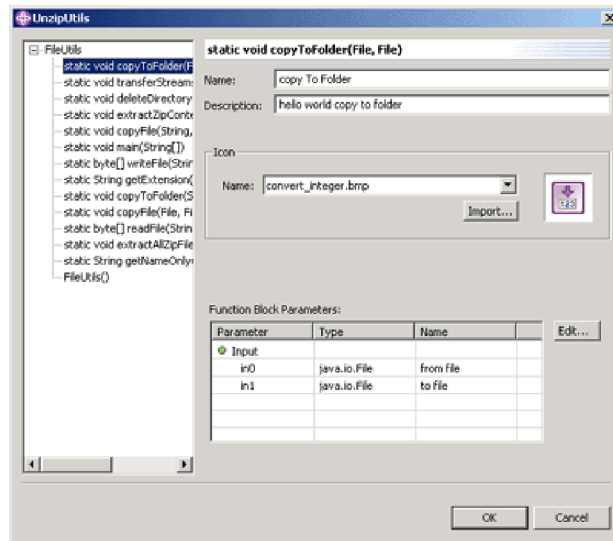 UnzipUtils
FileUtils
static void copyToFolder(F
static void transferStreams
static void deleteDirectory
static void extractZipConte
static void copyFile(String,
static void main(String[])
static byte[] writeFile(Strin
static String getExtension(
static void copyToFolder(S
static void copyFile(File, Fi
static byte[] readFile(Strin
static void extractAllZipFile
static String getNameOnly
FileUtils()
static void copyToFolder(File, File)
Name: copy To Folder
Description: hello world copy to folder
Icon
Name: convert_integer.bmp
Import...
123
Function Block Parameters:
Parameter Type Name
Input
in0 java.io.File from file
in1 java.io.File to file
Edit...
OK Cancel